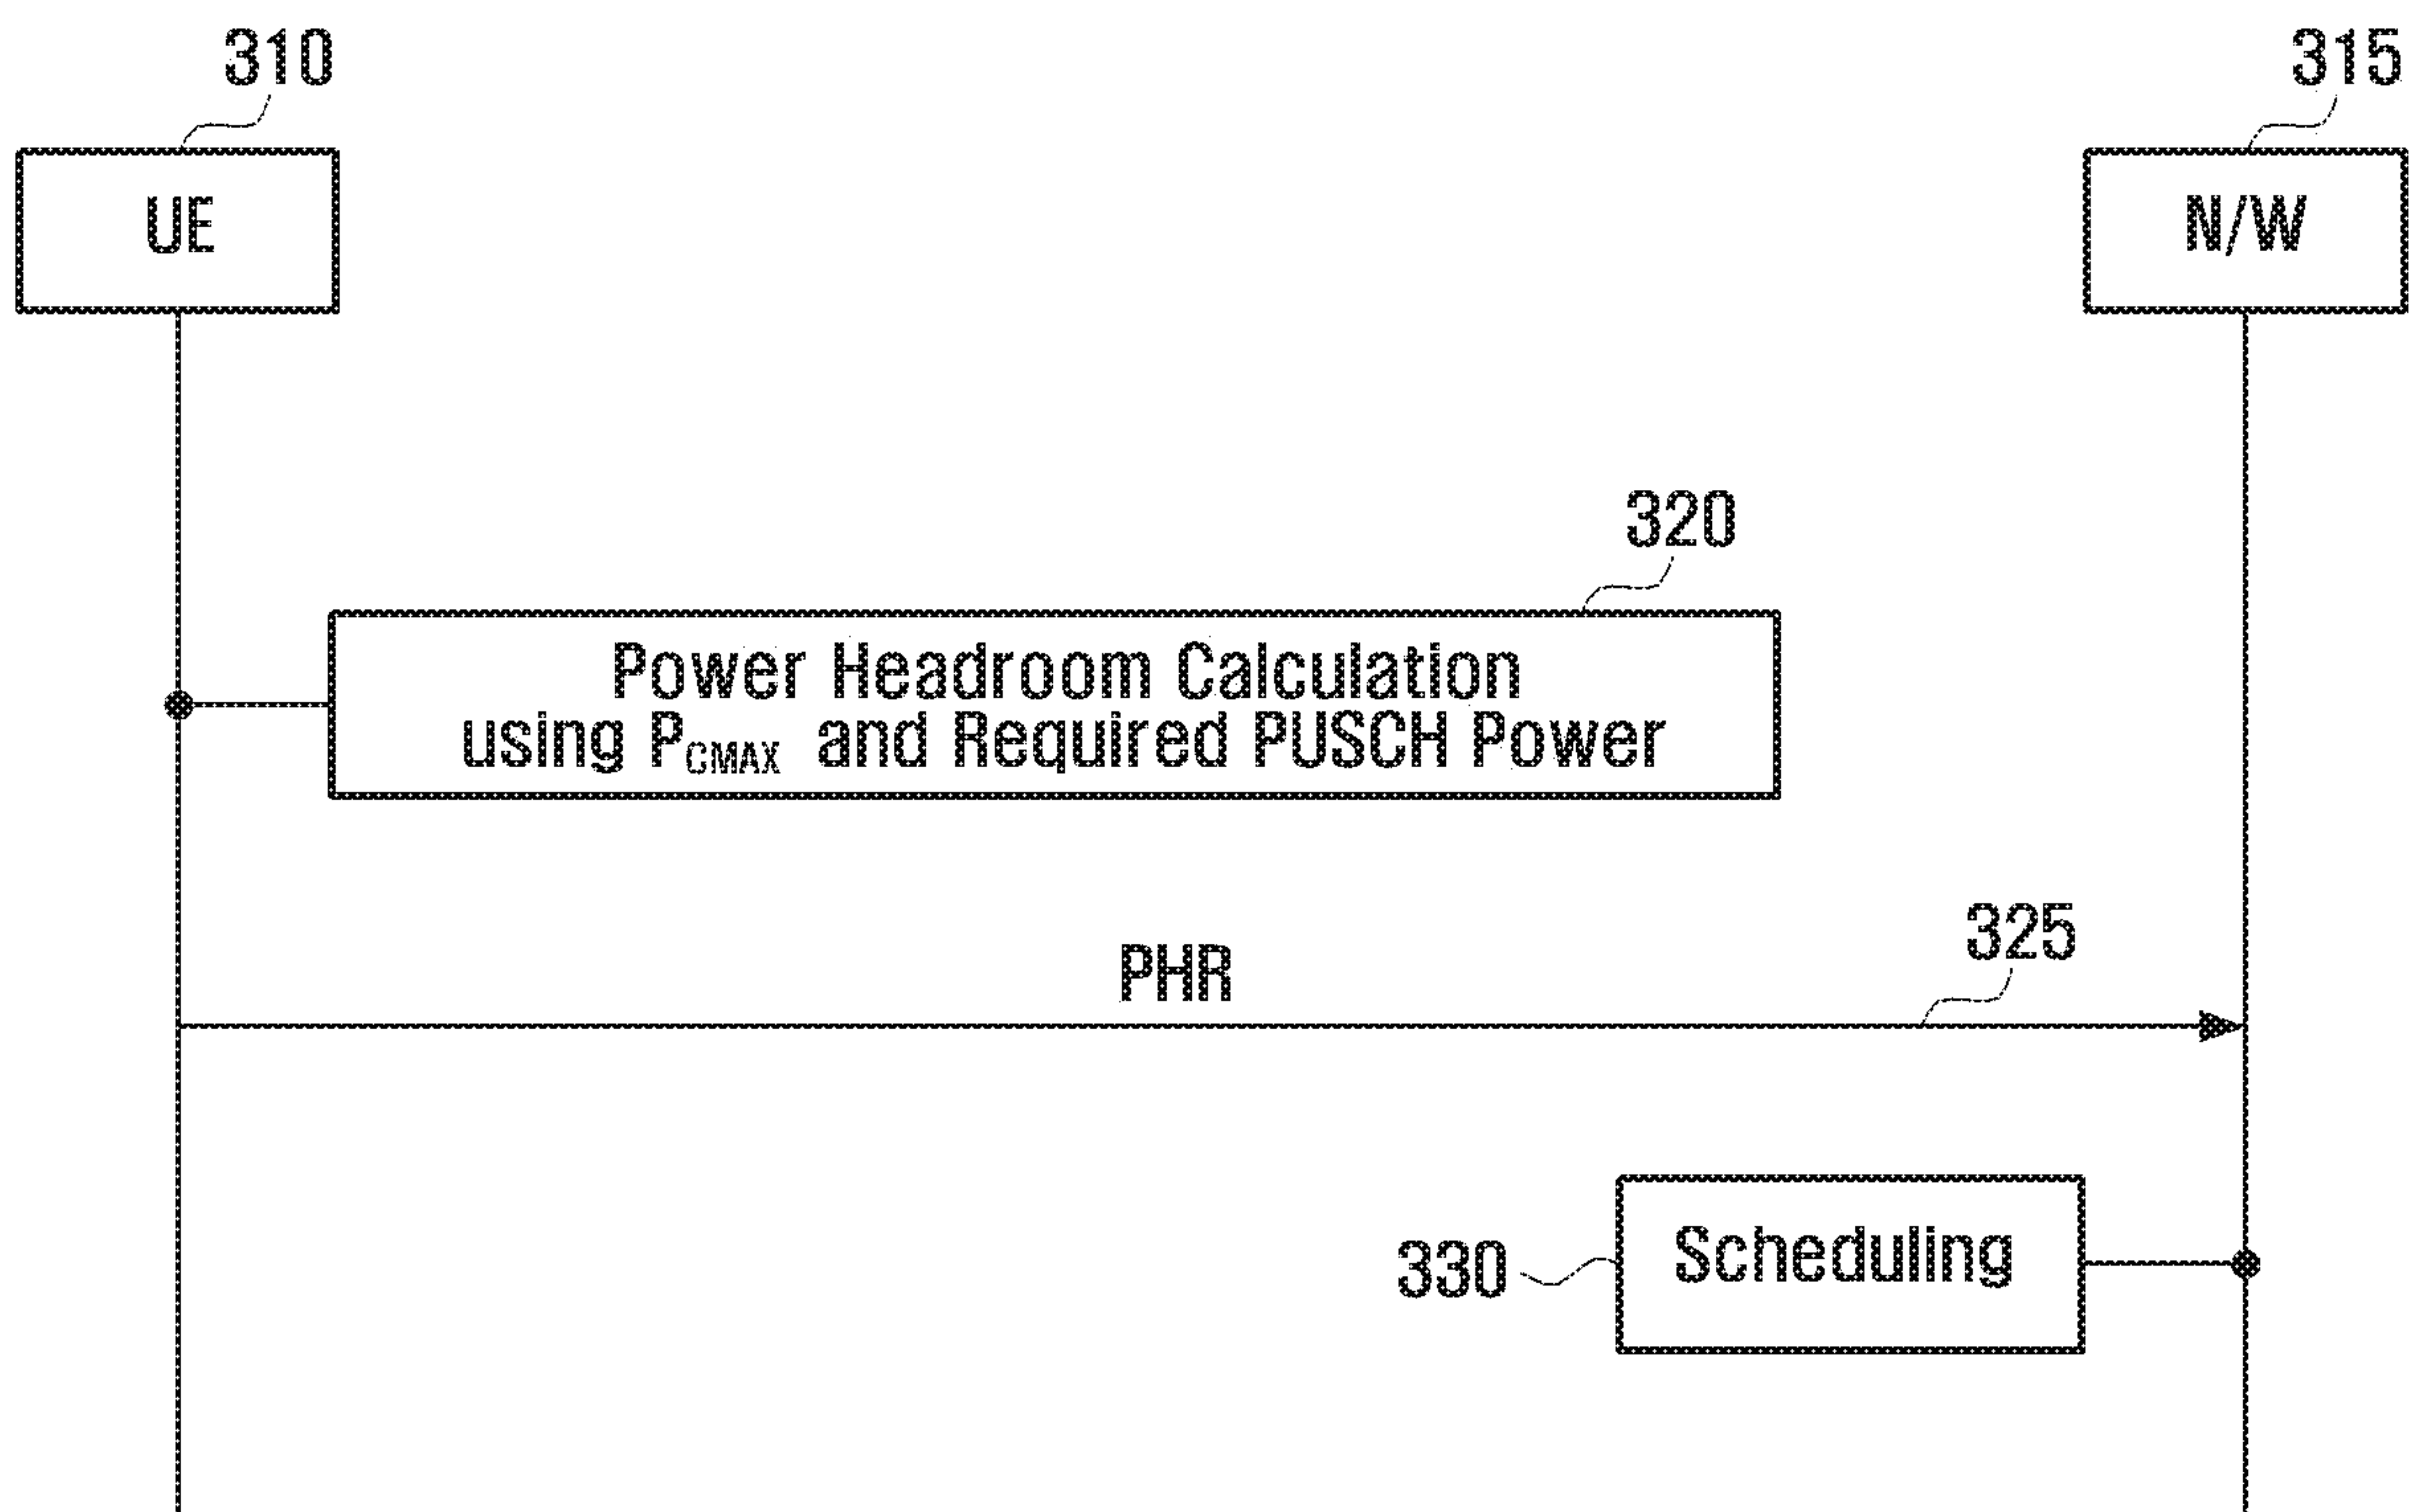 310
315
UE
N/W
320
Power Headroom Calculation
using PCMAX and Required PUSCH Power
325
PHR
330
Scheduling